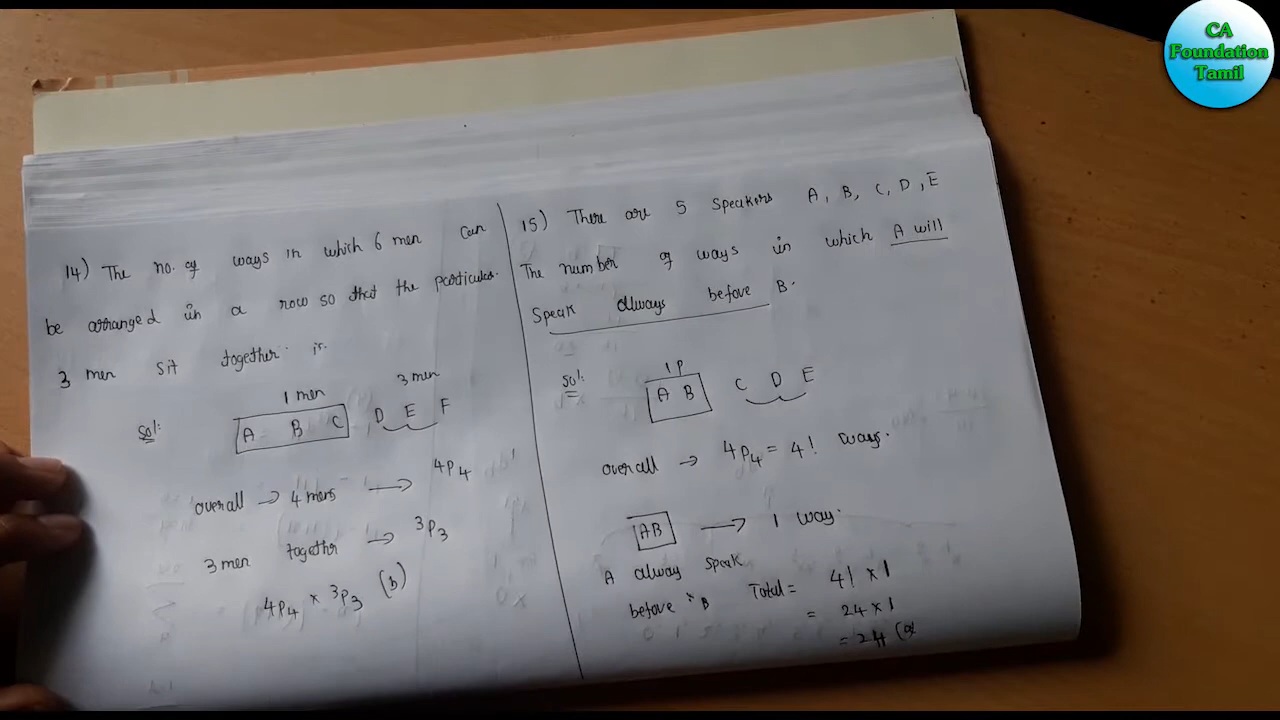 CA
Foundation
Tamil
14) The no. of ways in which 6 men can
be arranged in a row so that the particular
3 men sit together is.
Sol:
1 men 3 men
A B C D E F
overall → 4 mens → 4P4
3 men together → 3P3
4P4 × 3P3 (b)
15) There are 5 Speakers A, B, C, D, E
The number of ways in which A will
Speak always before B.
Sol:
1 P
A B C D E
overall → 4P4 = 4! ways.
AB → 1 way.
A alway speak
before B Total = 4! × 1
= 24 × 1
= 24 (a)